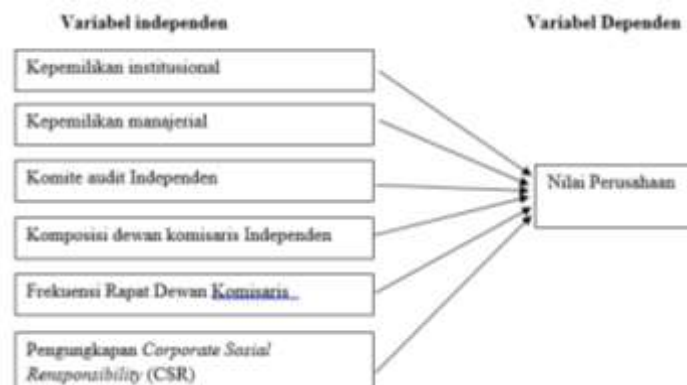 Variabel independen
Variabel Dependen
Kepemilikan institusional
Kepemilikan manajerial
Komite audit Independen
Nilai Perusahaan
Komposisi dewan komisaris Independen
Frekuensi Rapat Dewan Komisaris
Pengungkapan Corporate Sosial
Rensponsibility (CSR)